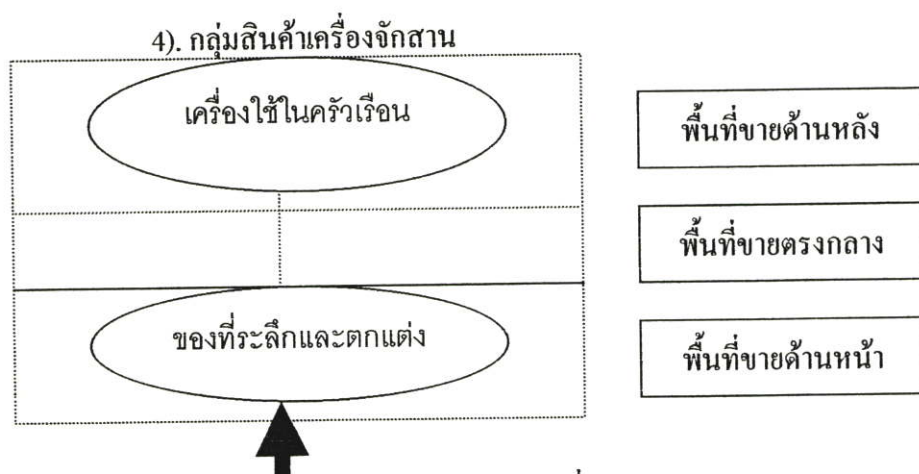 4). กลุ่มสินค้าเครื่องจักสาน
เครื่องใช้ในครัวเรือน
พื้นที่ขายด้านหลัง
พื้นที่ขายตรงกลาง
ของที่ระลึกและตกแต่ง
พื้นที่ขายด้านหน้า